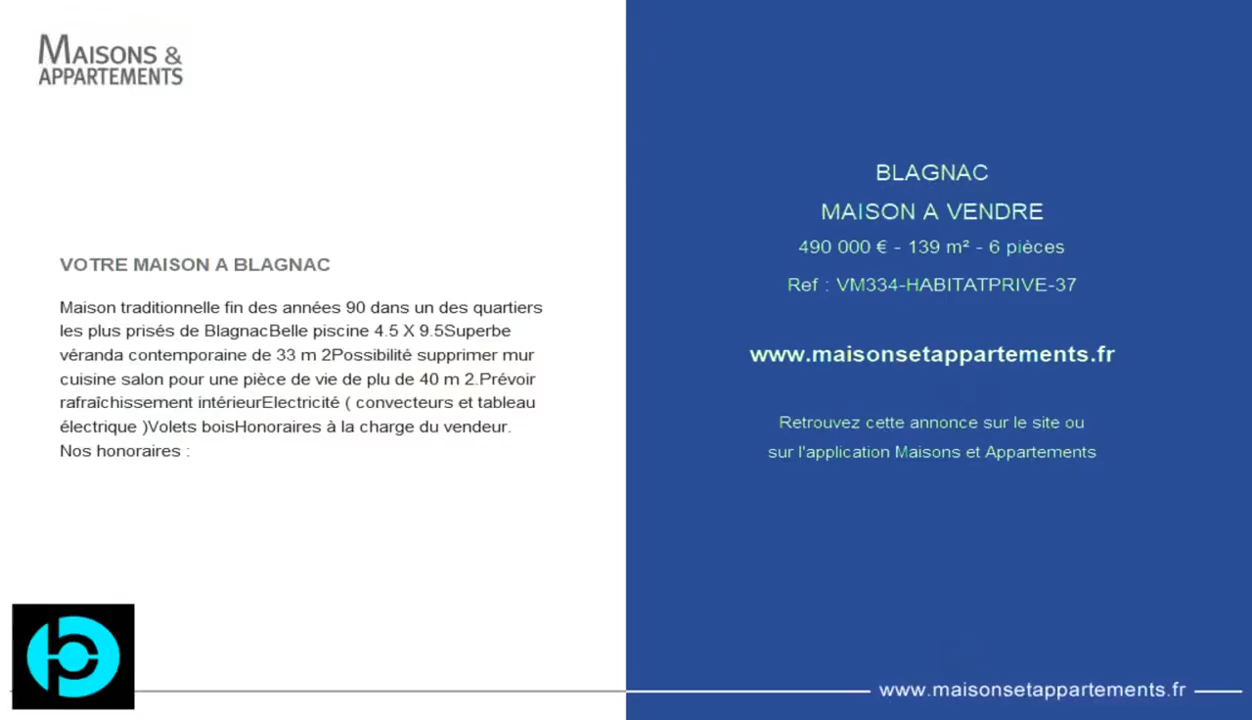 MAISONS &
APPARTEMENTS
VOTRE MAISON A BLAGNAC
Maison traditionnelle fin des années 90 dans un des quartiers
les plus prisés de BlagnacBelle piscine 4.5 X 9.5Superbe
véranda contemporaine de 33 m 2Possibilité supprimer mur
cuisine salon pour une pièce de vie de plu de 40 m 2.Prévoir
rafraîchissement intérieurElectricité ( convecteurs et tableau
électrique )Volets boisHonoraires à la charge du vendeur.
Nos honoraires :
BLAGNAC
MAISON A VENDRE
490 000 € - 139 m² - 6 pièces
Ref : VM334-HABITATPRIVE-37
www.maisonsetappartements.fr
Retrouvez cette annonce sur le site ou
sur l'application Maisons et Appartements
www.maisonsetappartements.fr